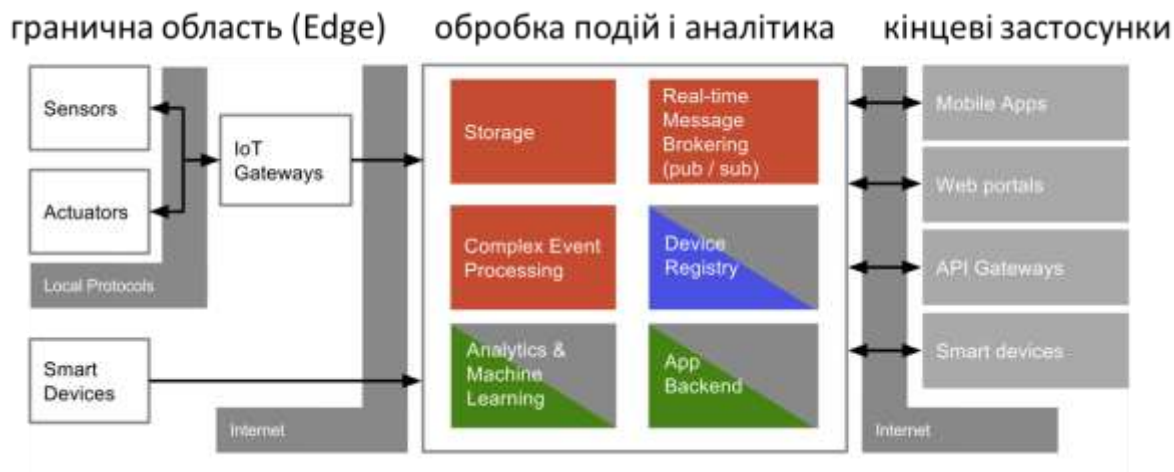 гранична область (Edge)
обробка подій і аналітика
кінцеві застосунки
Sensors
Actuators
Local Protocols
IoT
Gateways
Smart
Devices
Internet
Storage
Real-time
Message
Brokering
(pub / sub)
Complex Event
Processing
Device
Registry
Analytics &
Machine
Learning
App
Backend
Mobile Apps
Web portals
API Gateways
Smart devices
Internet